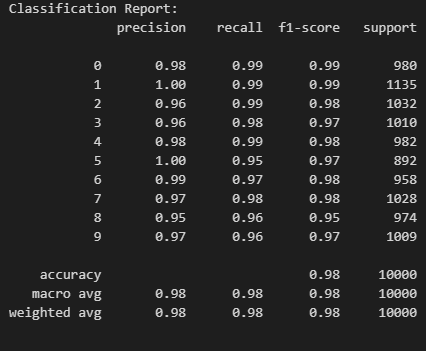 Classification Report:
precision recall f1-score support
0 0.98 0.99 0.99 980
1 1.00 0.99 0.99 1135
2 0.96 0.99 0.98 1032
3 0.96 0.98 0.97 1010
4 0.98 0.99 0.98 982
5 1.00 0.95 0.97 892
6 0.99 0.97 0.98 958
7 0.97 0.98 0.98 1028
8 0.95 0.96 0.95 974
9 0.97 0.96 0.97 1009
accuracy 0.98 10000
macro avg 0.98 0.98 0.98 10000
weighted avg 0.98 0.98 0.98 10000